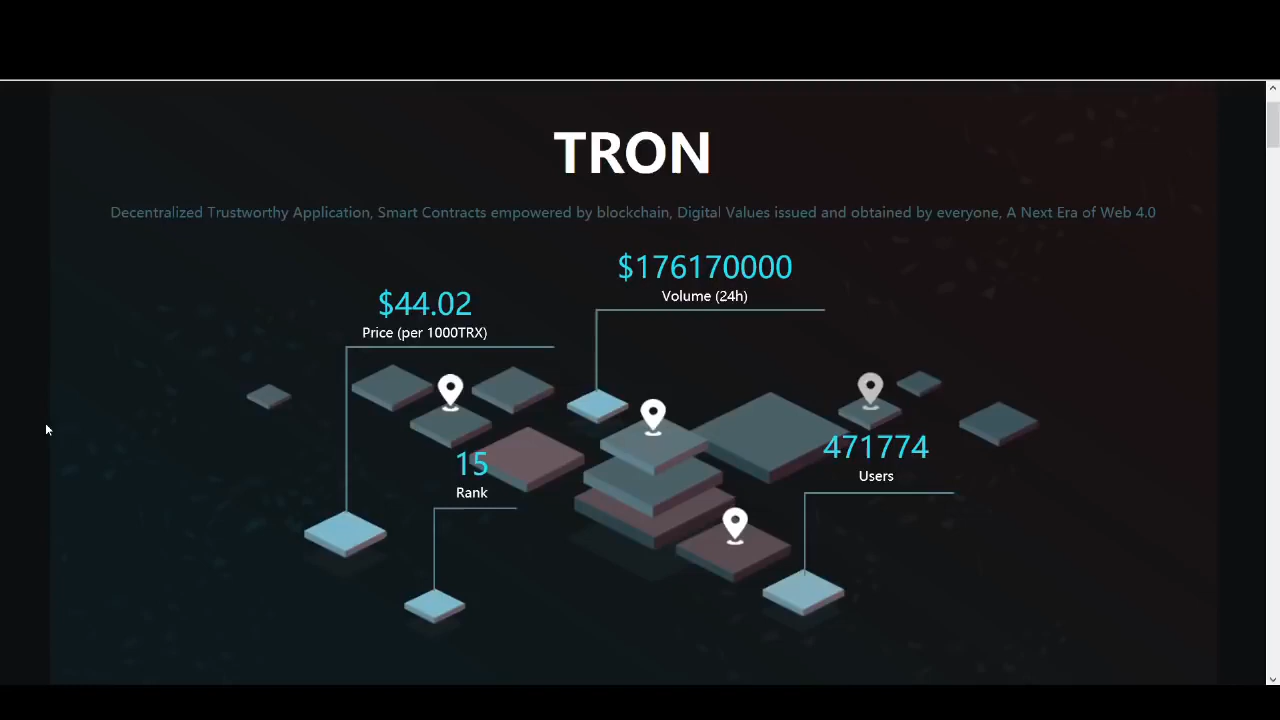 TRON
Decentralized Trustworthy Application, Smart Contracts empowered by blockchain, Digital Values issued and obtained by everyone, A Next Era of Web 4.0
$176170000
Volume (24h)
$44.02
Price (per 1000TRX)
471774
Users
15
Rank